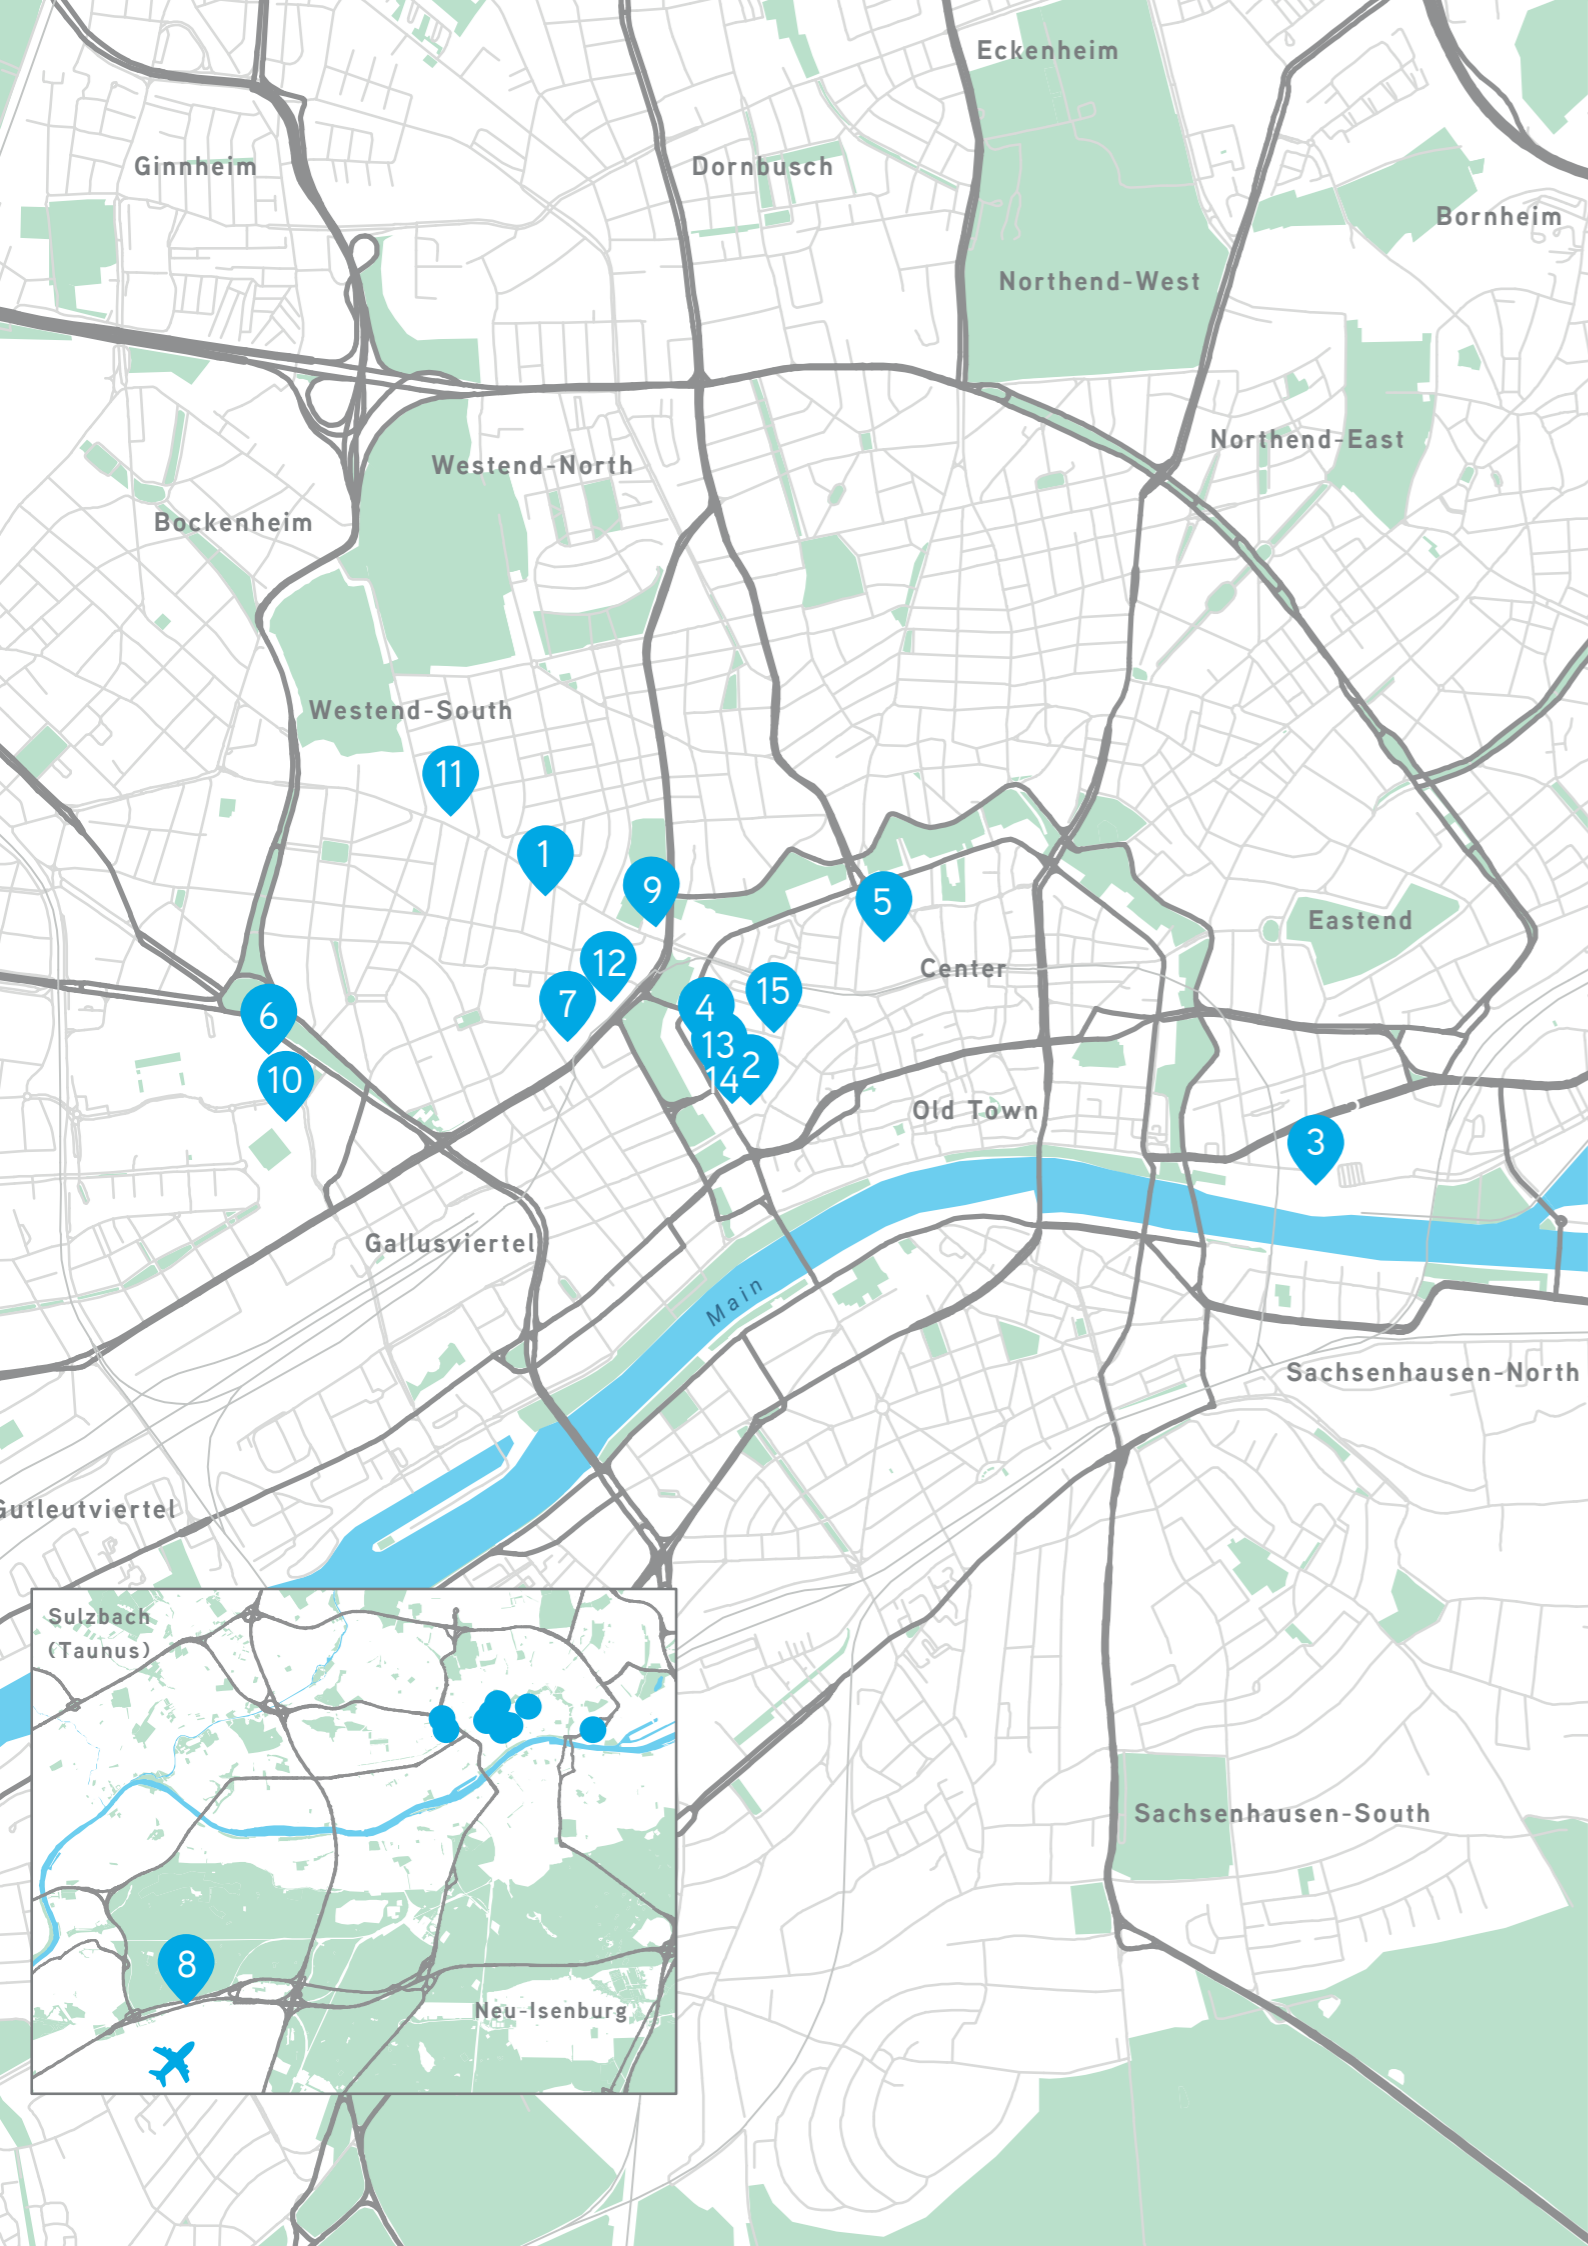 Eckenheim
Ginnheim
Dornbusch
Bornheim
Northend-West
Northend-East
Westend-North
Bockenheim
Westend-South
11
1
9
5
Eastend
12
Center
15
7
4
6
13
2
10
14
Old Town
3
Gallusviertel
Main
Sachsenhausen-North
Gutleutviertel
Sulzbach
(Taunus)
Sachsenhausen-South
8
Neu-Isenburg